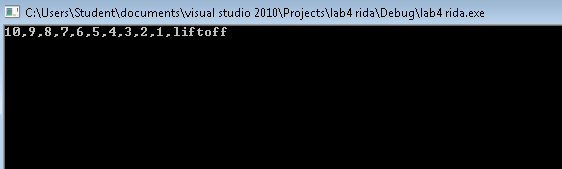 C:\Users\Student\documents\visual studio 2010\Projects\lab4 rida\Debug\lab4 rida.exe
10,9,8,7,6,5,4,3,2,1,liftoff